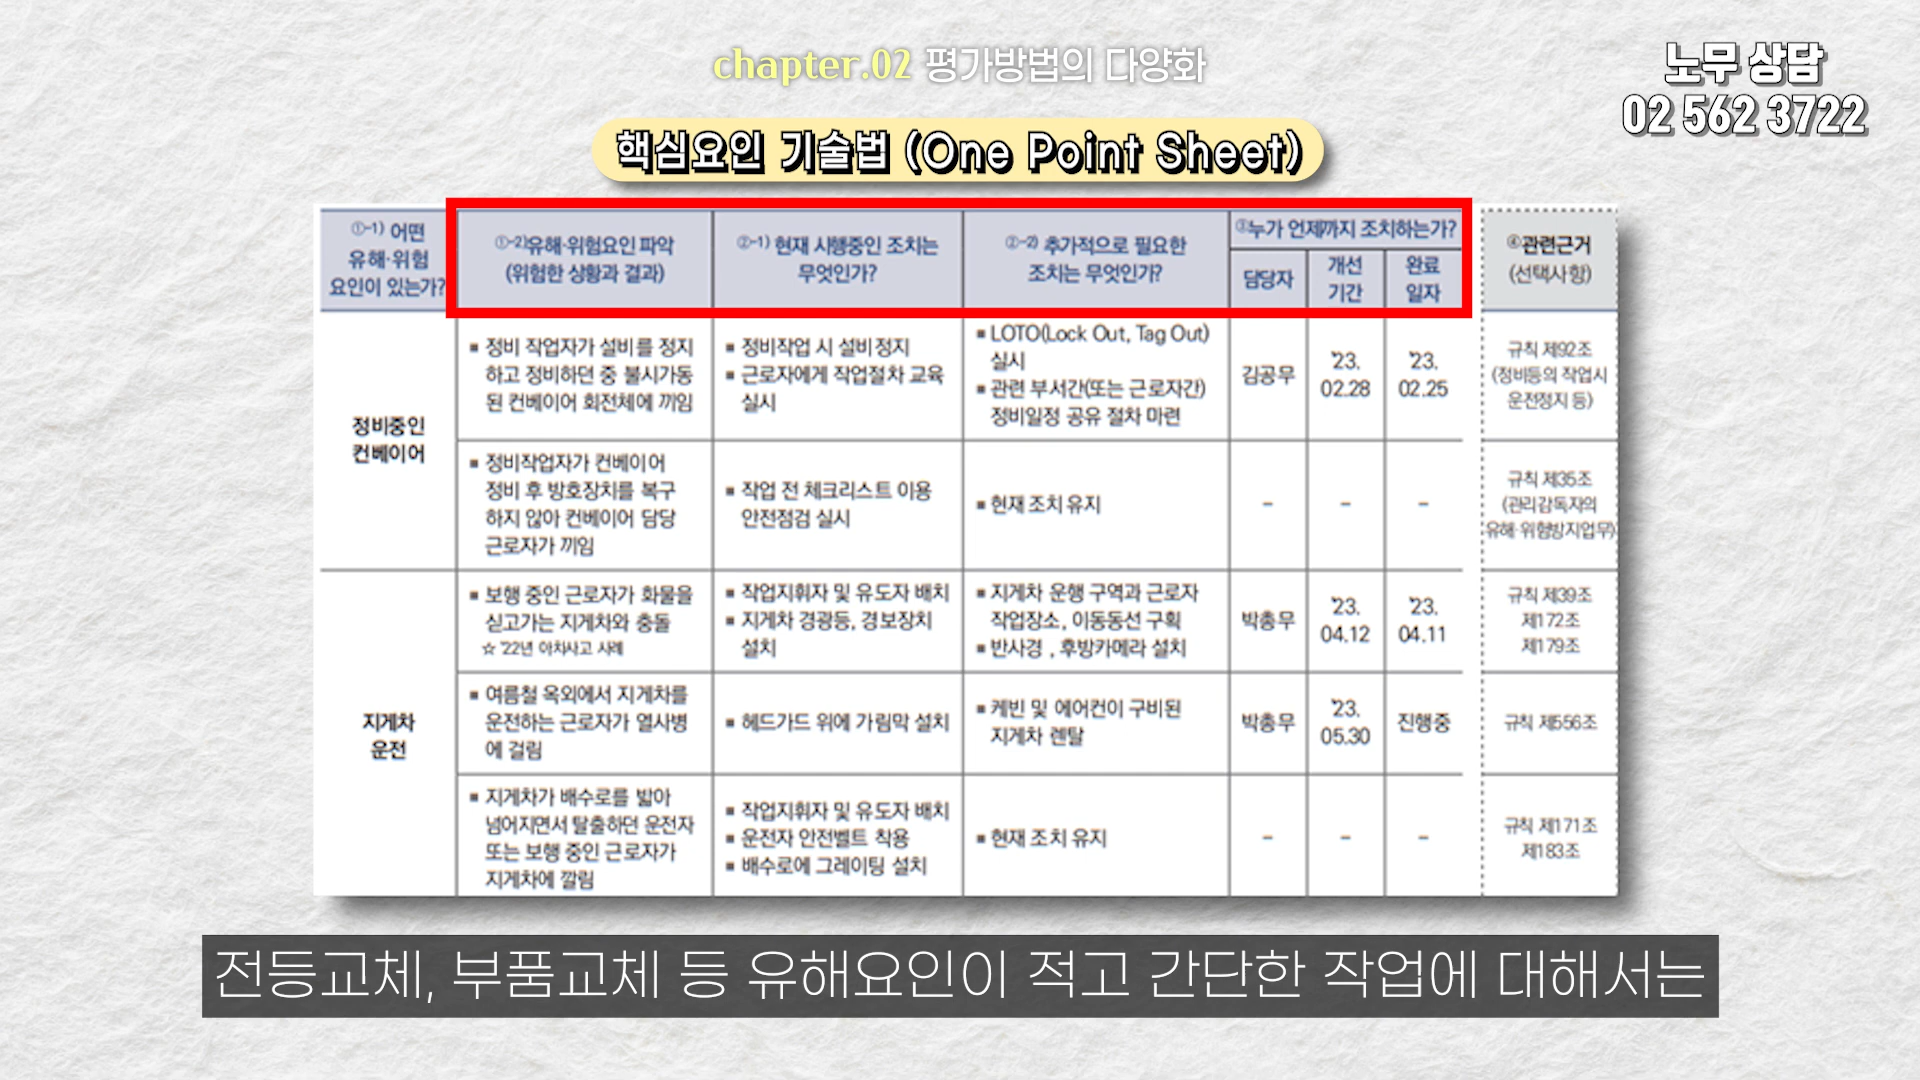 chapter.02 평가방법의 다양화
노무 상담
02 562 3722
핵심요인 기술법 (One Point Sheet)
①-1) 어떤
유해·위험
요인이 있는가?
①-2)유해·위험요인 파악
(위험한 상황과 결과)
②-1) 현재 시행중인 조치는
무엇인가?
②-2) 추가적으로 필요한
조치는 무엇인가?
③누가 언제까지 조치하는가?
담당자
개선
기간
완료
일자
④관련근거
(선택사항)
정비중인
컨베이어
■ 정비 작업자가 설비를 정지
하고 정비하던 중 불시가동
된 컨베이어 회전체에 끼임
■ 정비작업 시 설비정지
■ 근로자에게 작업절차 교육
실시
■ LOTO(Lock Out, Tag Out)
실시
■ 관련 부서간(또는 근로자간)
정비일정 공유 절차 마련
김공무
'23.
02.28
'23.
02.25
규칙 제92조
(정비등의 작업시
운전정지 등)
■ 정비작업자가 컨베이어
정비 후 방호장치를 복구
하지 않아 컨베이어 담당
근로자가 끼임
■ 작업 전 체크리스트 이용
안전점검 실시
■ 현재 조치 유지
–
–
–
규칙 제35조
(관리감독자의
유해·위험방지업무)
지게차
운전
■ 보행 중인 근로자가 화물을
싣고가는 지게차와 충돌
☆ '22년 아차사고 사례
■ 작업지휘자 및 유도자 배치
■ 지게차 경광등, 경보장치
설치
■ 지게차 운행 구역과 근로자
작업장소, 이동동선 구획
■ 반사경 , 후방카메라 설치
박총무
'23.
04.12
'23.
04.11
규칙 제39조
제172조
제179조
■ 여름철 옥외에서 지게차를
운전하는 근로자가 열사병
에 걸림
■ 헤드가드 위에 가림막 설치
■ 케빈 및 에어컨이 구비된
지게차 렌탈
박총무
'23.
05.30
진행중
규칙 제556조
■ 지게차가 배수로를 밟아
넘어지면서 탈출하던 운전자
또는 보행 중인 근로자가
지게차에 깔림
■ 작업지휘자 및 유도자 배치
■ 운전자 안전벨트 착용
■ 배수로에 그레이팅 설치
■ 현재 조치 유지
–
–
–
규칙 제171조
제183조
전등교체, 부품교체 등 유해요인이 적고 간단한 작업에 대해서는